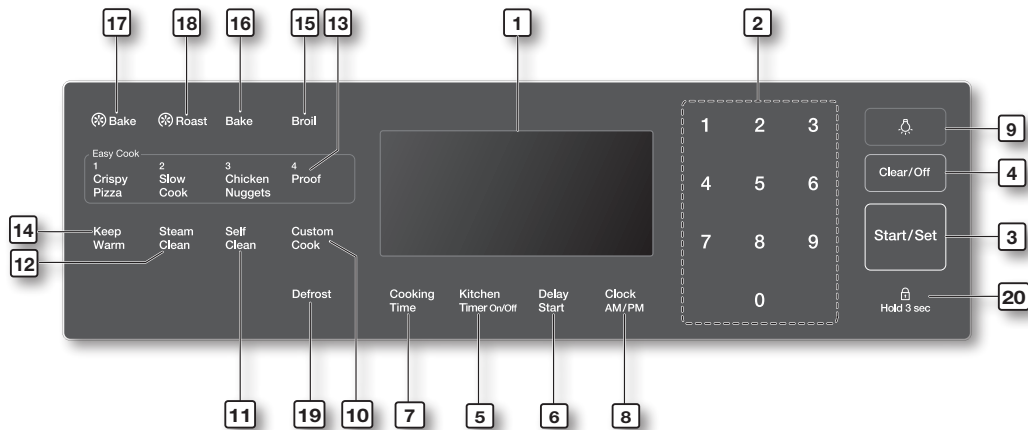 17
18
16
15
13
1
2
Bake
Roast
Bake
Broil
Easy Cook
1
Crispy
Pizza
2
Slow
Cook
3
Chicken
Nuggets
4
Proof
1 2 3
4 5 6
7 8 9
0
9
Clear/Off
4
Start/Set
3
Hold 3 sec
20
14
Keep
Warm
12
Steam
Clean
Self
Clean
Custom
Cook
Defrost
Cooking
Time
Kitchen
Timer On/Off
Delay
Start
Clock
AM/PM
11
19
10
7
5
6
8